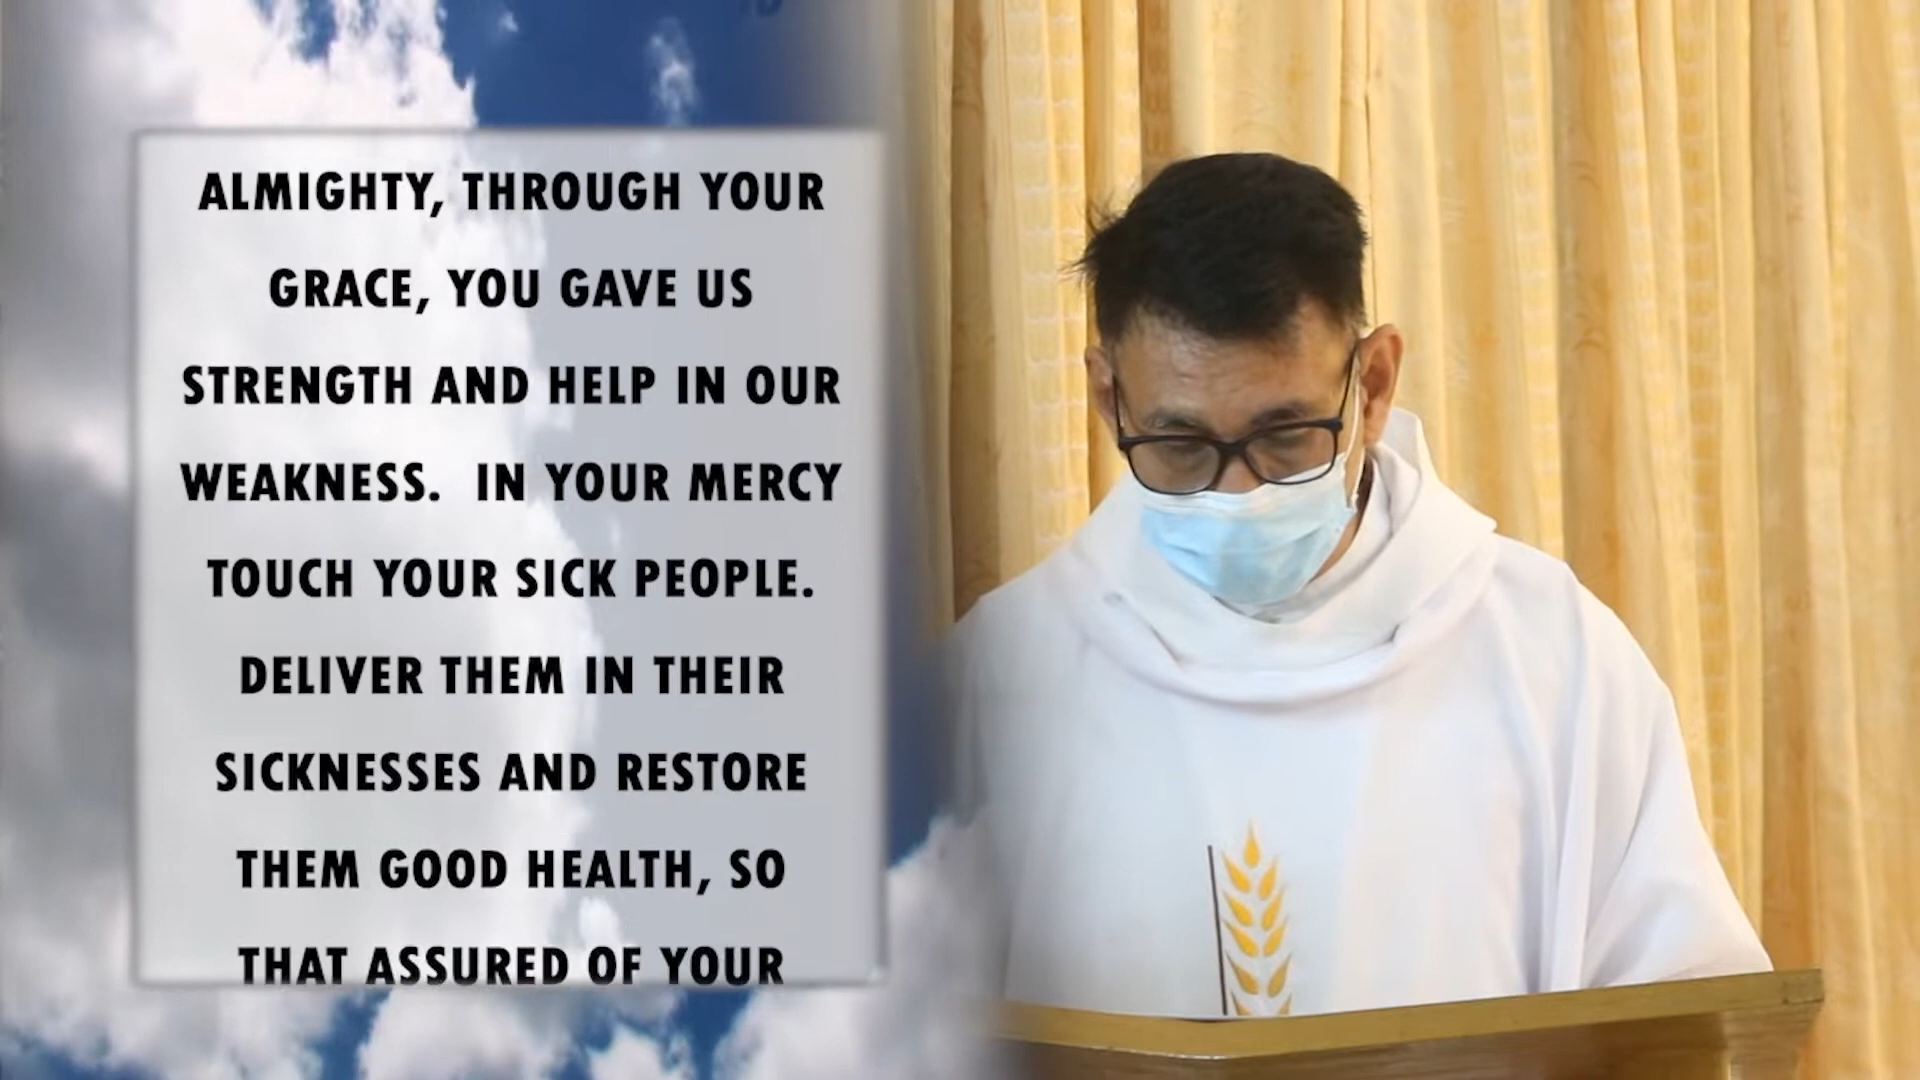 ALMIGHTY, THROUGH YOUR
GRACE, YOU GAVE US
STRENGTH AND HELP IN OUR
WEAKNESS.  IN YOUR MERCY
TOUCH YOUR SICK PEOPLE.
DELIVER THEM IN THEIR
SICKNESSES AND RESTORE
THEM GOOD HEALTH, SO
THAT ASSURED OF YOUR